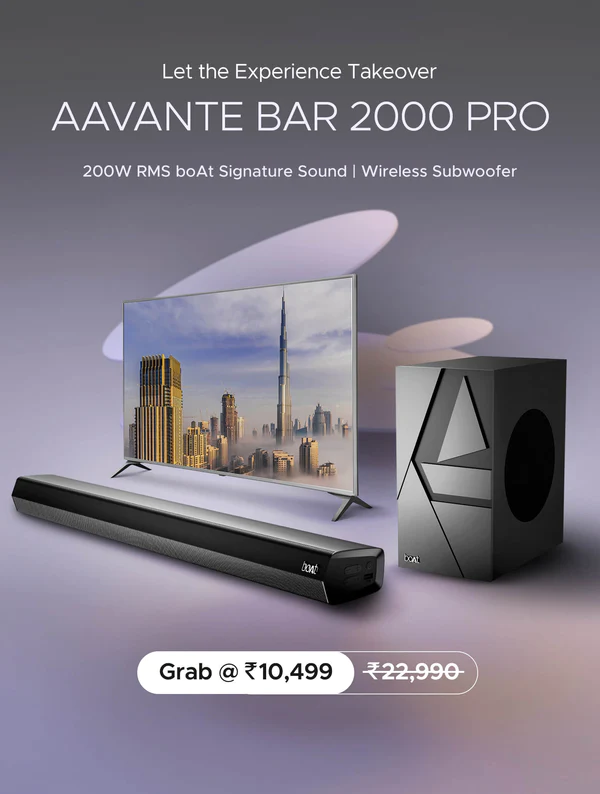 Let the Experience Takeover
AAVANTE BAR 2000 PRO
200W RMS boAt Signature Sound | Wireless Subwoofer
boAt
boAt
Grab @ ₹10,499 ₹22,990